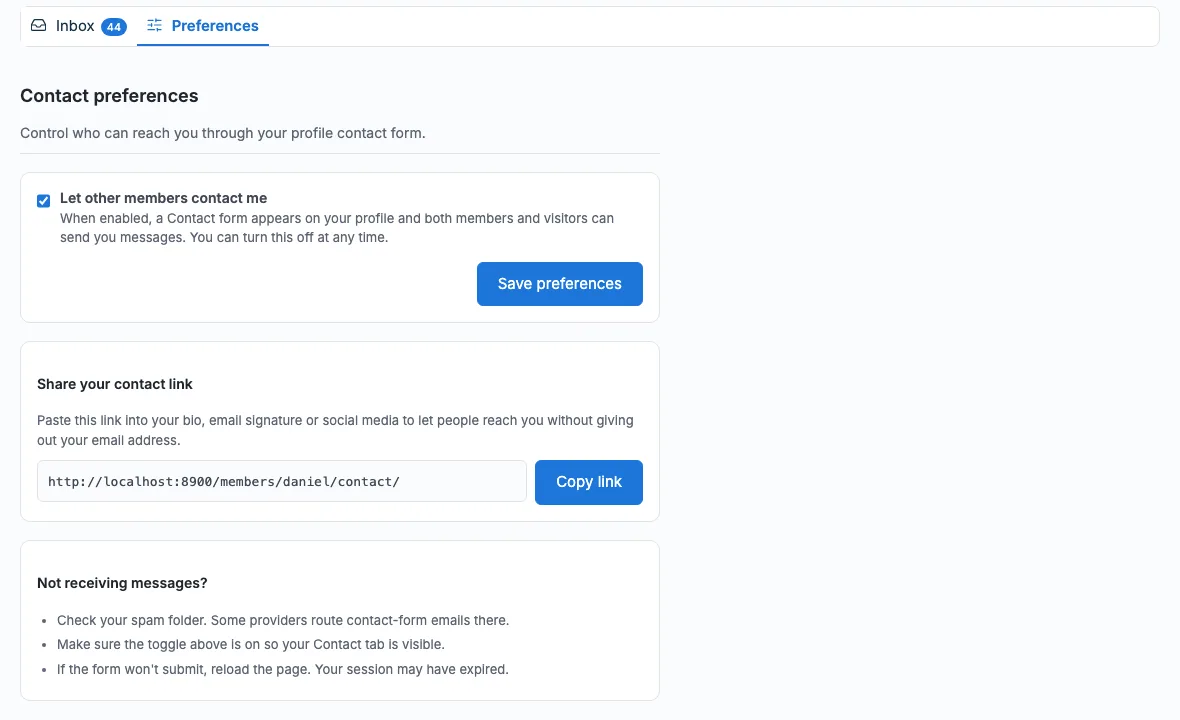 Inbox 44 Preferences
Contact preferences
Control who can reach you through your profile contact form.
Let other members contact me
When enabled, a Contact form appears on your profile and both members and visitors can
send you messages. You can turn this off at any time.
Save preferences
Share your contact link
Paste this link into your bio, email signature or social media to let people reach you without giving
out your email address.
http://localhost:8900/members/daniel/contact/ Copy link
Not receiving messages?
• Check your spam folder. Some providers route contact-form emails there.
• Make sure the toggle above is on so your Contact tab is visible.
• If the form won't submit, reload the page. Your session may have expired.